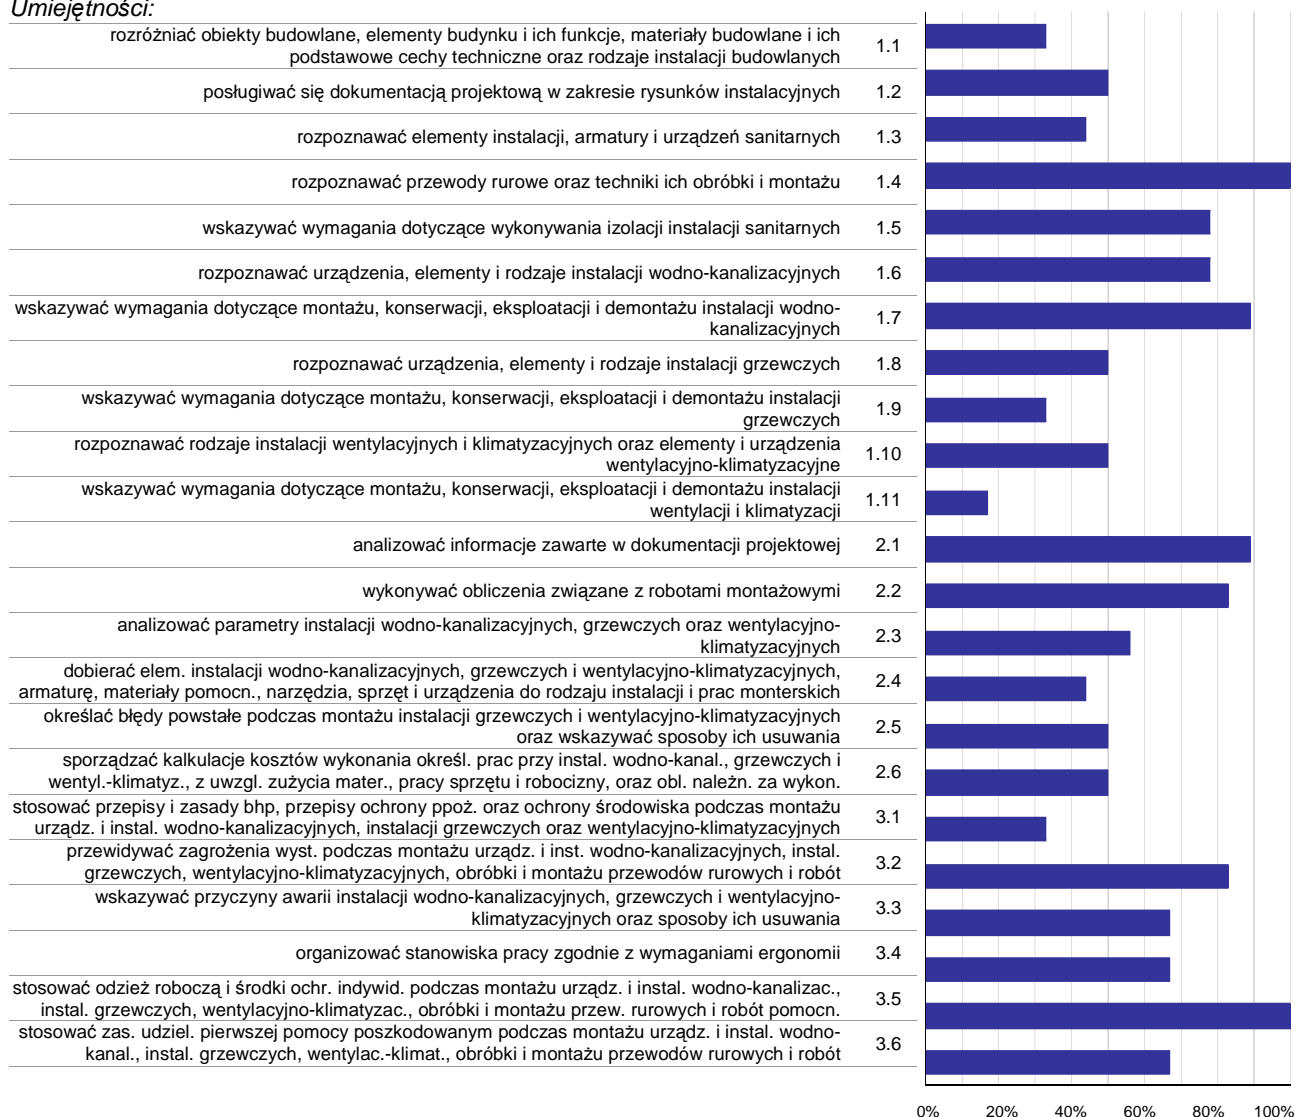 Umiejętności:
rozróżniać obiekty budowlane, elementy budynku i ich funkcje, materiały budowlane i ich
podstawowe cechy techniczne oraz rodzaje instalacji budowlanych
1.1
posługiwać się dokumentacją projektową w zakresie rysunków instalacyjnych
1.2
rozpoznawać elementy instalacji, armatury i urządzeń sanitarnych
1.3
rozpoznawać przewody rurowe oraz techniki ich obróbki i montażu
1.4
wskazywać wymagania dotyczące wykonywania izolacji instalacji sanitarnych
1.5
rozpoznawać urządzenia, elementy i rodzaje instalacji wodno-kanalizacyjnych
1.6
wskazywać wymagania dotyczące montażu, konserwacji, eksploatacji i demontażu instalacji wodno-
kanalizacyjnych
1.7
rozpoznawać urządzenia, elementy i rodzaje instalacji grzewczych
1.8
wskazywać wymagania dotyczące montażu, konserwacji, eksploatacji i demontażu instalacji
grzewczych
1.9
rozpoznawać rodzaje instalacji wentylacyjnych i klimatyzacyjnych oraz elementy i urządzenia
wentylacyjno-klimatyzacyjne
1.10
wskazywać wymagania dotyczące montażu, konserwacji, eksploatacji i demontażu instalacji
wentylacji i klimatyzacji
1.11
analizować informacje zawarte w dokumentacji projektowej
2.1
wykonywać obliczenia związane z robotami montażowymi
2.2
analizować parametry instalacji wodno-kanalizacyjnych, grzewczych oraz wentylacyjno-
klimatyzacyjnych
2.3
dobierać elem. instalacji wodno-kanalizacyjnych, grzewczych i wentylacyjno-klimatyzacyjnych,
armaturę, materiały pomocn., narzędzia, sprzęt i urządzenia do rodzaju instalacji i prac monterskich
2.4
określać błędy powstałe podczas montażu instalacji grzewczych i wentylacyjno-klimatyzacyjnych
oraz wskazywać sposoby ich usuwania
2.5
sporządzać kalkulacje kosztów wykonania określ. prac przy instal. wodno-kanal., grzewczych i
wentyl.-klimatyz., z uwzgl. zużycia mater., pracy sprzętu i robocizny, oraz obl. należn. za wykon.
2.6
stosować przepisy i zasady bhp, przepisy ochrony ppoż. oraz ochrony środowiska podczas montażu
urządz. i instal. wodno-kanalizacyjnych, instalacji grzewczych oraz wentylacyjno-klimatyzacyjnych
3.1
przewidywać zagrożenia wyst. podczas montażu urządz. i inst. wodno-kanalizacyjnych, instal.
grzewczych, wentylacyjno-klimatyzacyjnych, obróbki i montażu przewodów rurowych i robót
3.2
wskazywać przyczyny awarii instalacji wodno-kanalizacyjnych, grzewczych i wentylacyjno-
klimatyzacyjnych oraz sposoby ich usuwania
3.3
organizować stanowiska pracy zgodnie z wymaganiami ergonomii
3.4
stosować odzież roboczą i środki ochr. indywid. podczas montażu urządz. i instal. wodno-kanalizac.,
instal. grzewczych, wentylacyjno-klimatyzac., obróbki i montażu przew. rurowych i robót pomocn.
3.5
stosować zas. udziel. pierwszej pomocy poszkodowanym podczas montażu urządz. i instal. wodno-
kanal., instal. grzewczych, wentylac.-klimat., obróbki i montażu przewodów rurowych i robót
3.6
0% 20% 40% 60% 80% 100%